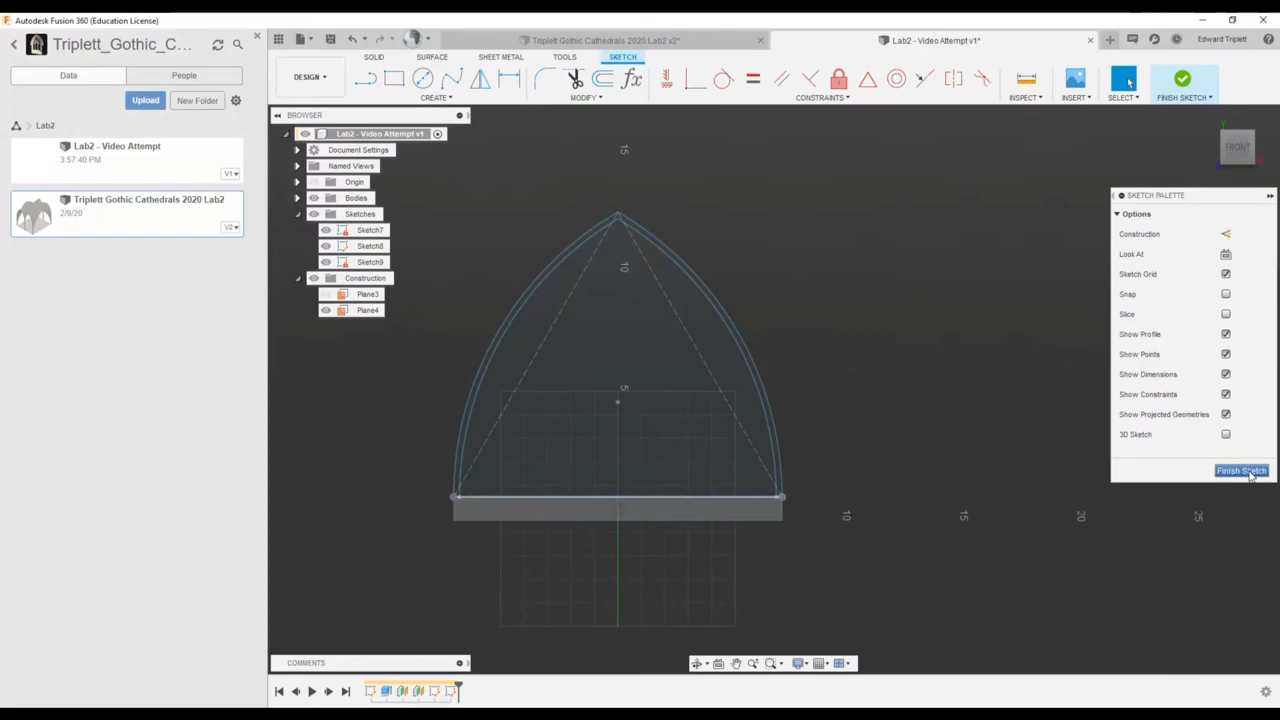 Autodesk Fusion 360 (Education License)
Triplett_Gothic_C...
Data
People
Upload
New Folder
Lab2
Lab2 - Video Attempt
3:57:40 PM
V1▾
Triplett Gothic Cathedrals 2020 Lab2
2/9/20
V2▾
Triplett Gothic Cathedrals 2020 Lab2 v2*
Lab2 - Video Attempt v1*
Edward Triplett
DESIGN ▾
SOLID
SURFACE
SHEET METAL
TOOLS
SKETCH
CREATE ▾
MODIFY ▾
CONSTRAINTS ▾
INSPECT ▾
INSERT ▾
SELECT ▾
FINISH SKETCH ▾
BROWSER
Lab2 - Video Attempt v1
Document Settings
Named Views
Origin
Bodies
Sketches
Sketch7
Sketch8
Sketch9
Construction
Plane3
Plane4
15
10
5
10
15
20
25
FRONT
SKETCH PALETTE
Options
Construction
Look At
Sketch Grid
Snap
Slice
Show Profile
Show Points
Show Dimensions
Show Constraints
Show Projected Geometries
3D Sketch
Finish Sketch
COMMENTS